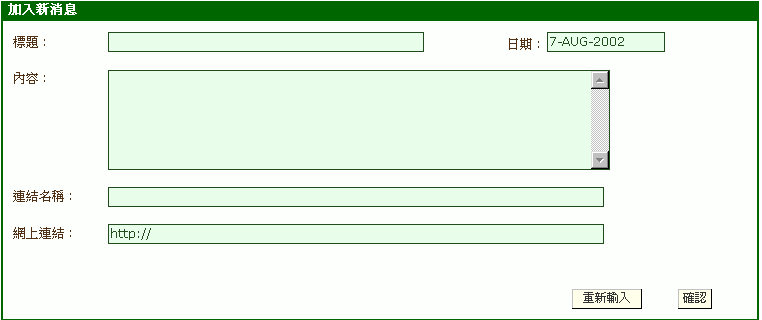 加入新消息
標題： 日期： 7-AUG-2002
內容：
連結名稱：
網上連結： http://
重新輸入 確認